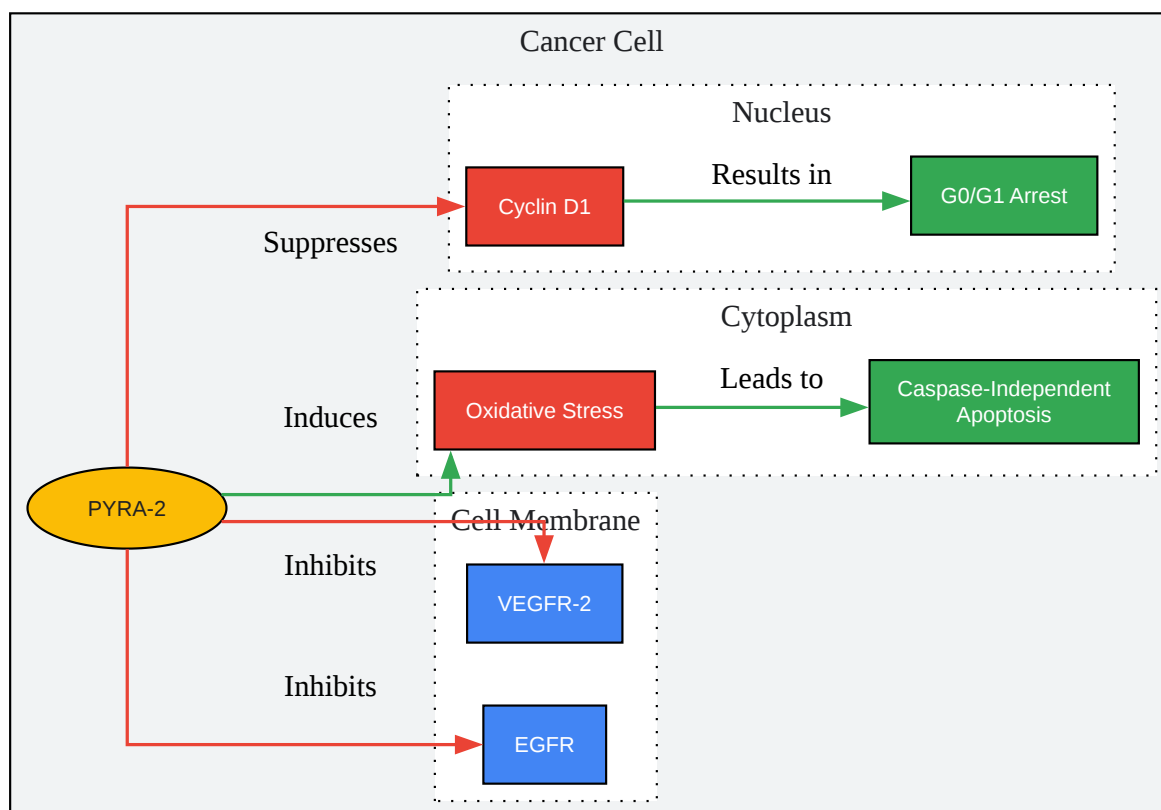 Cancer Cell
Nucleus
Results in
Cyclin D1
G0/G1 Arrest
Suppresses
Cytoplasm
Leads to
Oxidative Stress
Caspase-Independent
Apoptosis
Induces
PYRA-2
Cell Membrane
Inhibits
VEGFR-2
Inhibits
EGFR